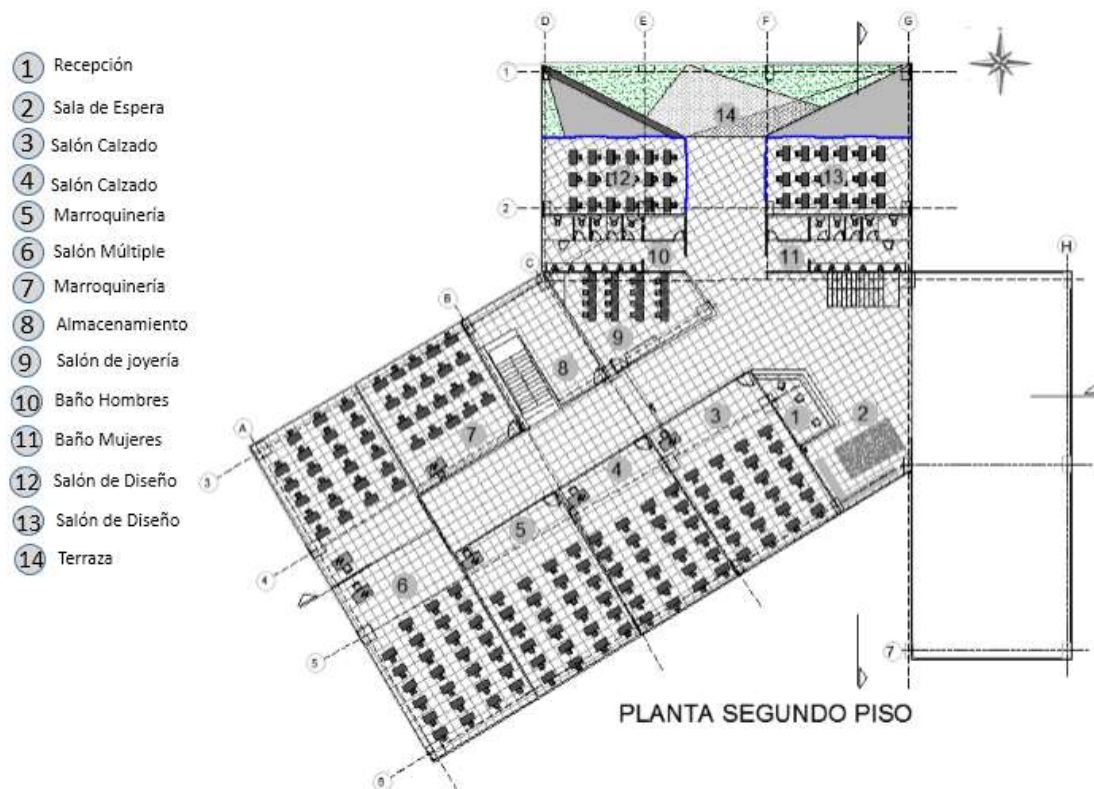 1 Recepción
2 Sala de Espera
3 Salón Calzado
4 Salón Calzado
5 Marroquinería
6 Salón Múltiple
7 Marroquinería
8 Almacenamiento
9 Salón de joyería
10 Baño Hombres
11 Baño Mujeres
12 Salón de Diseño
13 Salón de Diseño
14 Terraza
D E F G
1
14
12 13
2
10 11
H
C
B
9
8
7
3 1 2
A
3
4
5
4
6
5
7
6
PLANTA SEGUNDO PISO